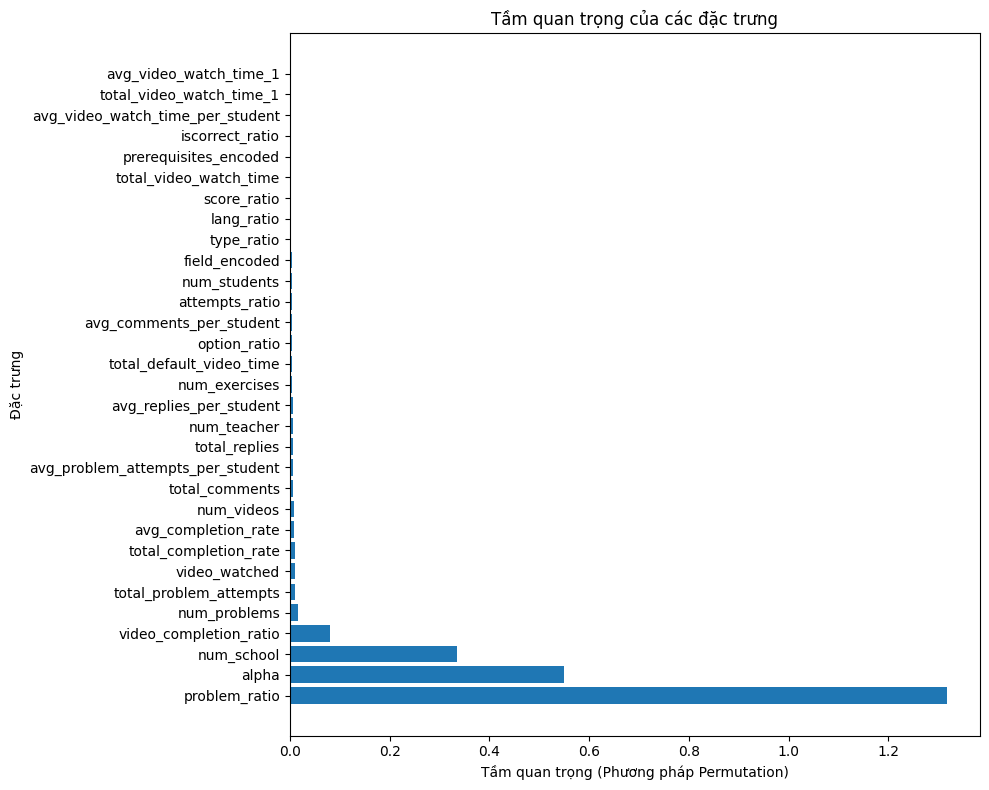 Tầm quan trọng của các đặc trưng
Đặc trưng
avg_video_watch_time_1
total_video_watch_time_1
avg_video_watch_time_per_student
iscorrect_ratio
prerequisites_encoded
total_video_watch_time
score_ratio
lang_ratio
type_ratio
field_encoded
num_students
attempts_ratio
avg_comments_per_student
option_ratio
total_default_video_time
num_exercises
avg_replies_per_student
num_teacher
total_replies
avg_problem_attempts_per_student
total_comments
num_videos
avg_completion_rate
total_completion_rate
video_watched
total_problem_attempts
num_problems
video_completion_ratio
num_school
alpha
problem_ratio
0.0 0.2 0.4 0.6 0.8 1.0 1.2
Tầm quan trọng (Phương pháp Permutation)